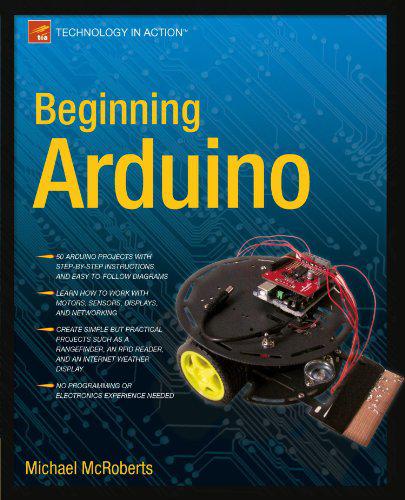 tia
TECHNOLOGY IN ACTION™
Beginning
Arduino
50 ARDUINO PROJECTS WITH
STEP-BY-STEP INSTRUCTIONS
AND EASY-TO-FOLLOW DIAGRAMS
LEARN HOW TO WORK WITH
MOTORS, SENSORS, DISPLAYS,
AND NETWORKING
CREATE SIMPLE BUT PRACTICAL
PROJECTS SUCH AS A
RANGEFINDER, AN RFID READER,
AND AN INTERNET WEATHER
DISPLAY
NO PROGRAMMING OR
ELECTRONICS EXPERIENCE NEEDED
Michael McRoberts